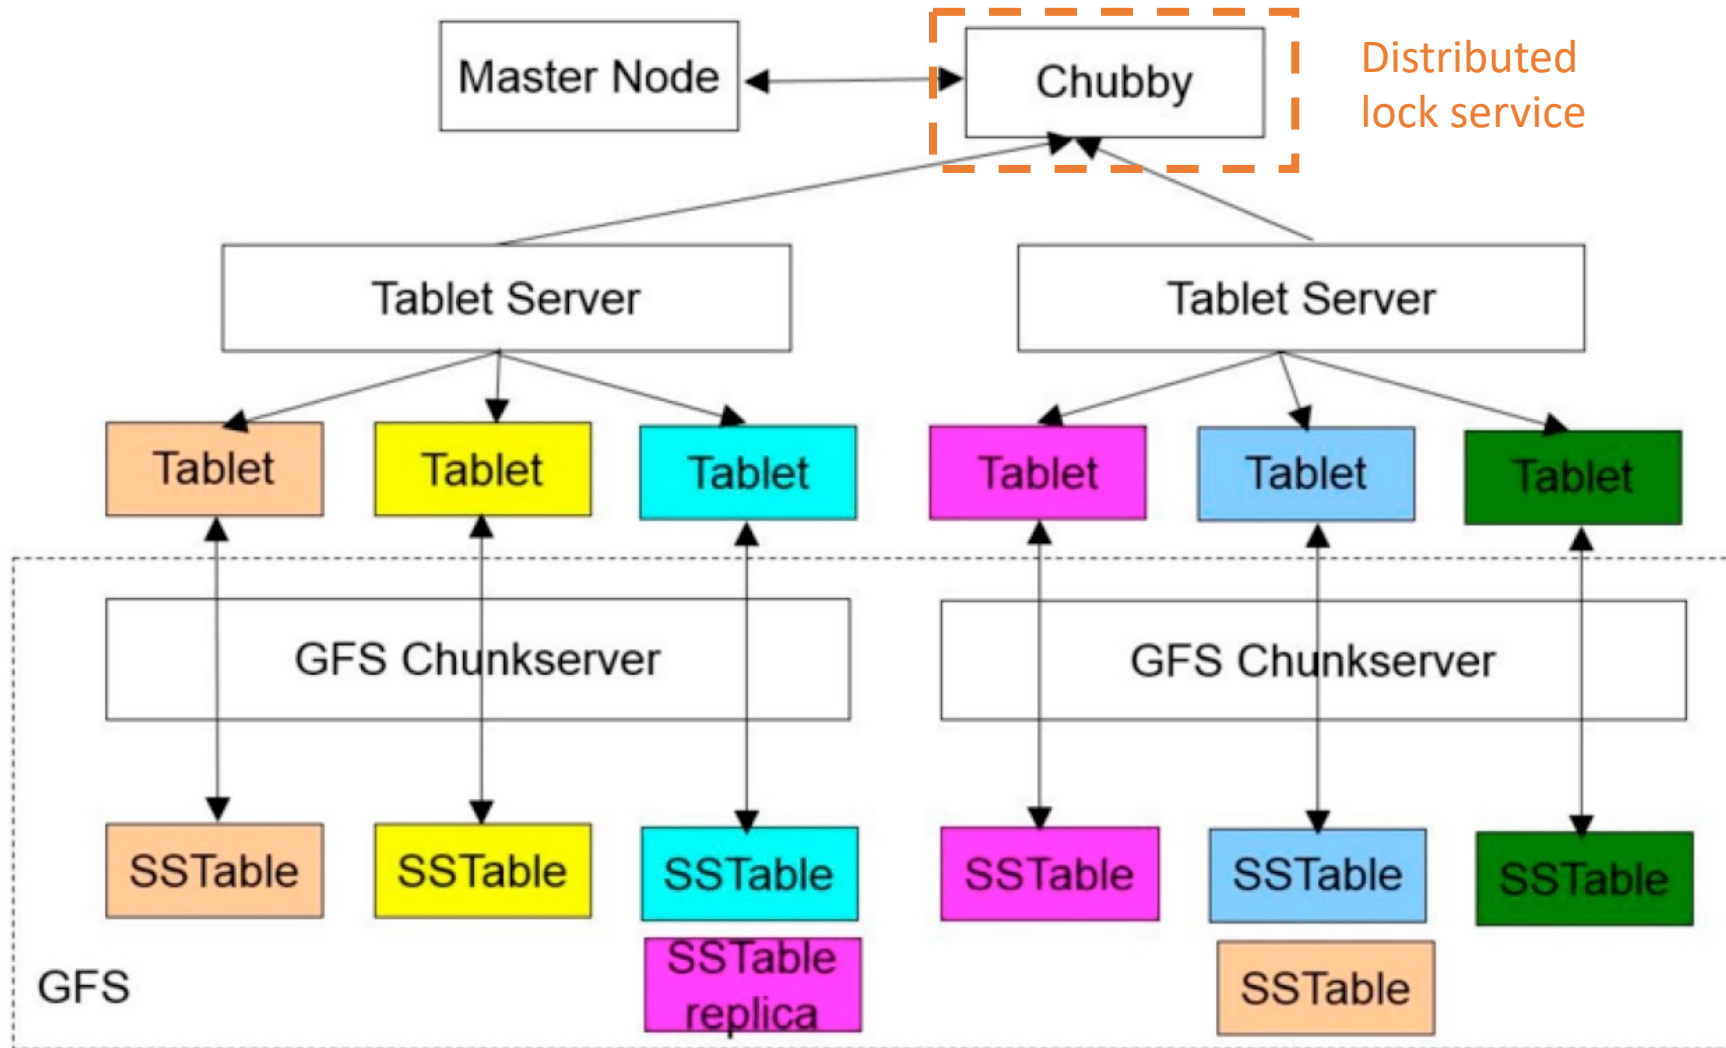 Master Node
Chubby
Distributed
lock service
Tablet Server
Tablet Server
Tablet
Tablet
Tablet
Tablet
Tablet
Tablet
GFS Chunkserver
GFS Chunkserver
SSTable
SSTable
SSTable
SSTable
SSTable
SSTable
SSTable
replica
SSTable
GFS